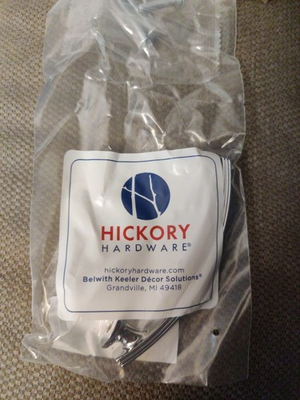 HICKORY
HARDWARE®
hickoryhardware.com
Belwith Keeler Décor Solutions®
Grandville, MI 49418